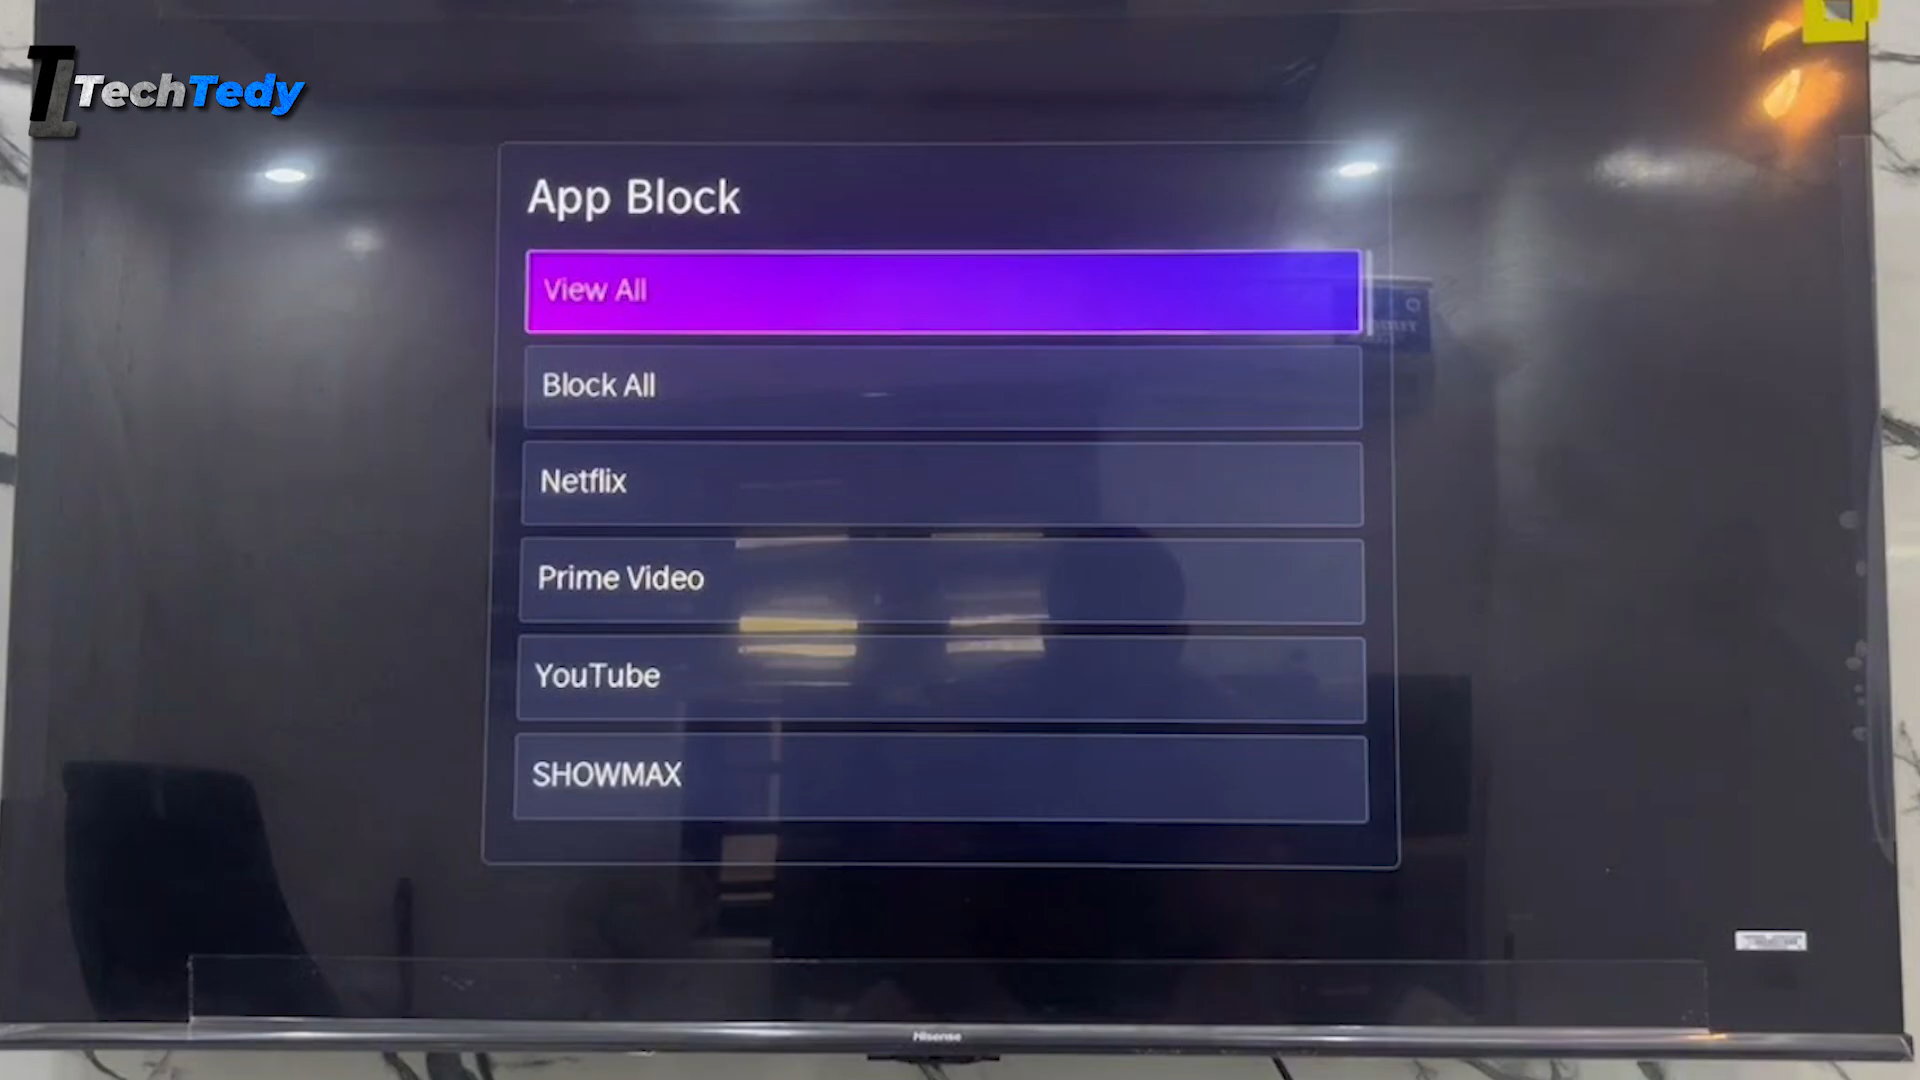 TechTedy
App Block
View All
Block All
Netflix
Prime Video
YouTube
SHOWMAX
Hisense